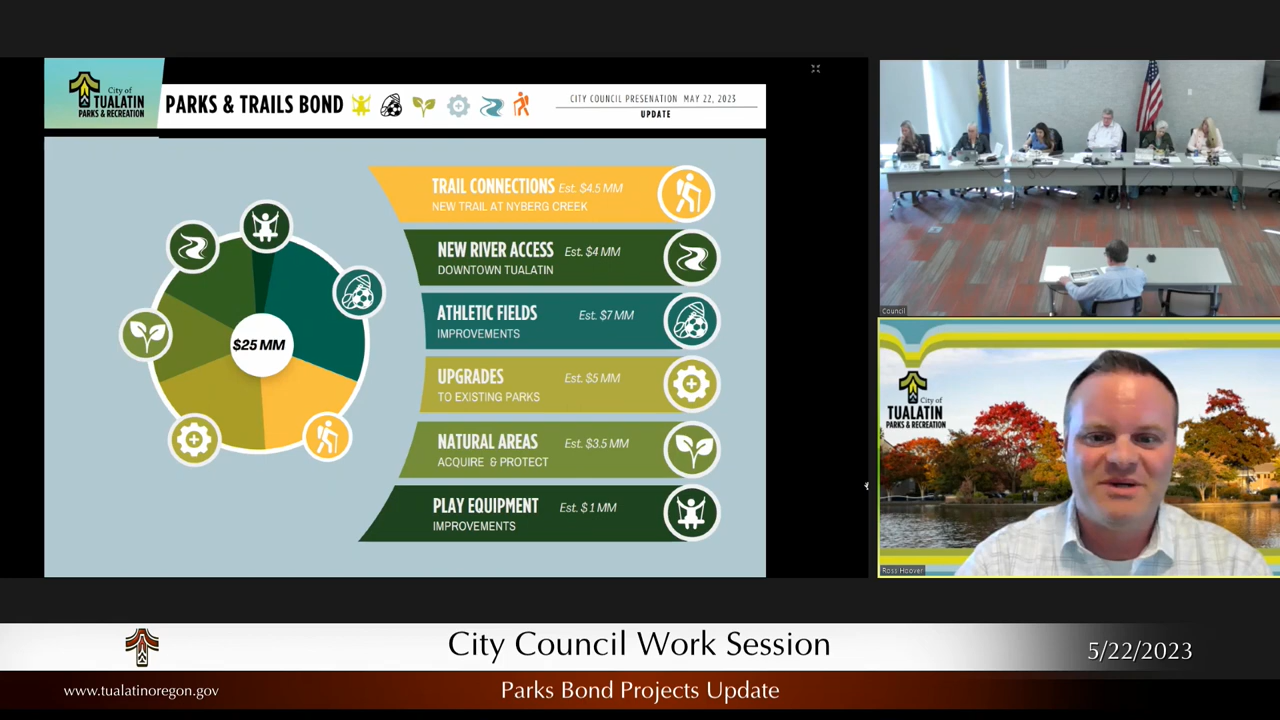 City of
TUALATIN
PARKS & RECREATION
PARKS & TRAILS BOND
CITY COUNCIL PRESENATION MAY 22, 2023
UPDATE
$25 MM
TRAIL CONNECTIONS Est. $4.5 MM
NEW TRAIL AT NYBERG CREEK
NEW RIVER ACCESS Est. $4 MM
DOWNTOWN TUALATIN
ATHLETIC FIELDS Est. $7 MM
IMPROVEMENTS
UPGRADES Est. $5 MM
TO EXISTING PARKS
NATURAL AREAS Est. $3.5 MM
ACQUIRE & PROTECT
PLAY EQUIPMENT Est. $1 MM
IMPROVEMENTS
Council
City of
TUALATIN
PARKS & RECREATION
Ross Hoover
City Council Work Session
5/22/2023
www.tualatinoregon.gov
Parks Bond Projects Update